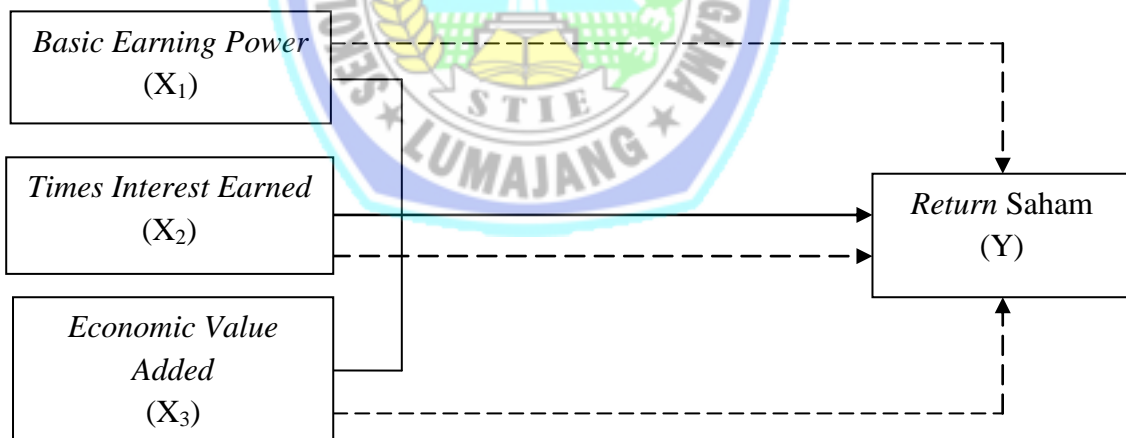 Basic Earning Power
(X₁)
Times Interest Earned
(X₂)
Economic Value
Added
(X₃)
Return Saham
(Y)
STIE
LUMAJANG